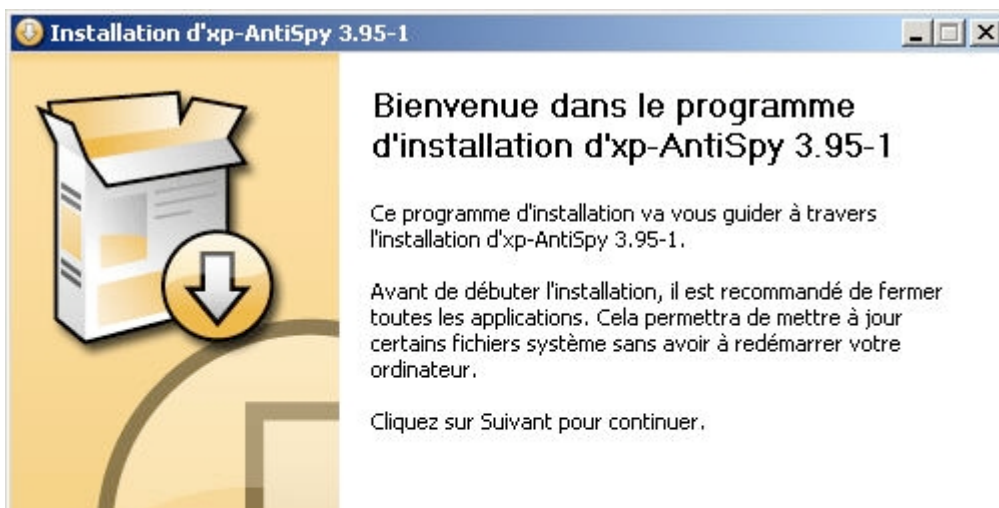 Installation d'xp-AntiSpy 3.95-1
Bienvenue dans le programme
d'installation d'xp-AntiSpy 3.95-1
Ce programme d'installation va vous guider à travers
l'installation d'xp-AntiSpy 3.95-1.
Avant de débuter l'installation, il est recommandé de fermer
toutes les applications. Cela permettra de mettre à jour
certains fichiers système sans avoir à redémarrer votre
ordinateur.
Cliquez sur Suivant pour continuer.